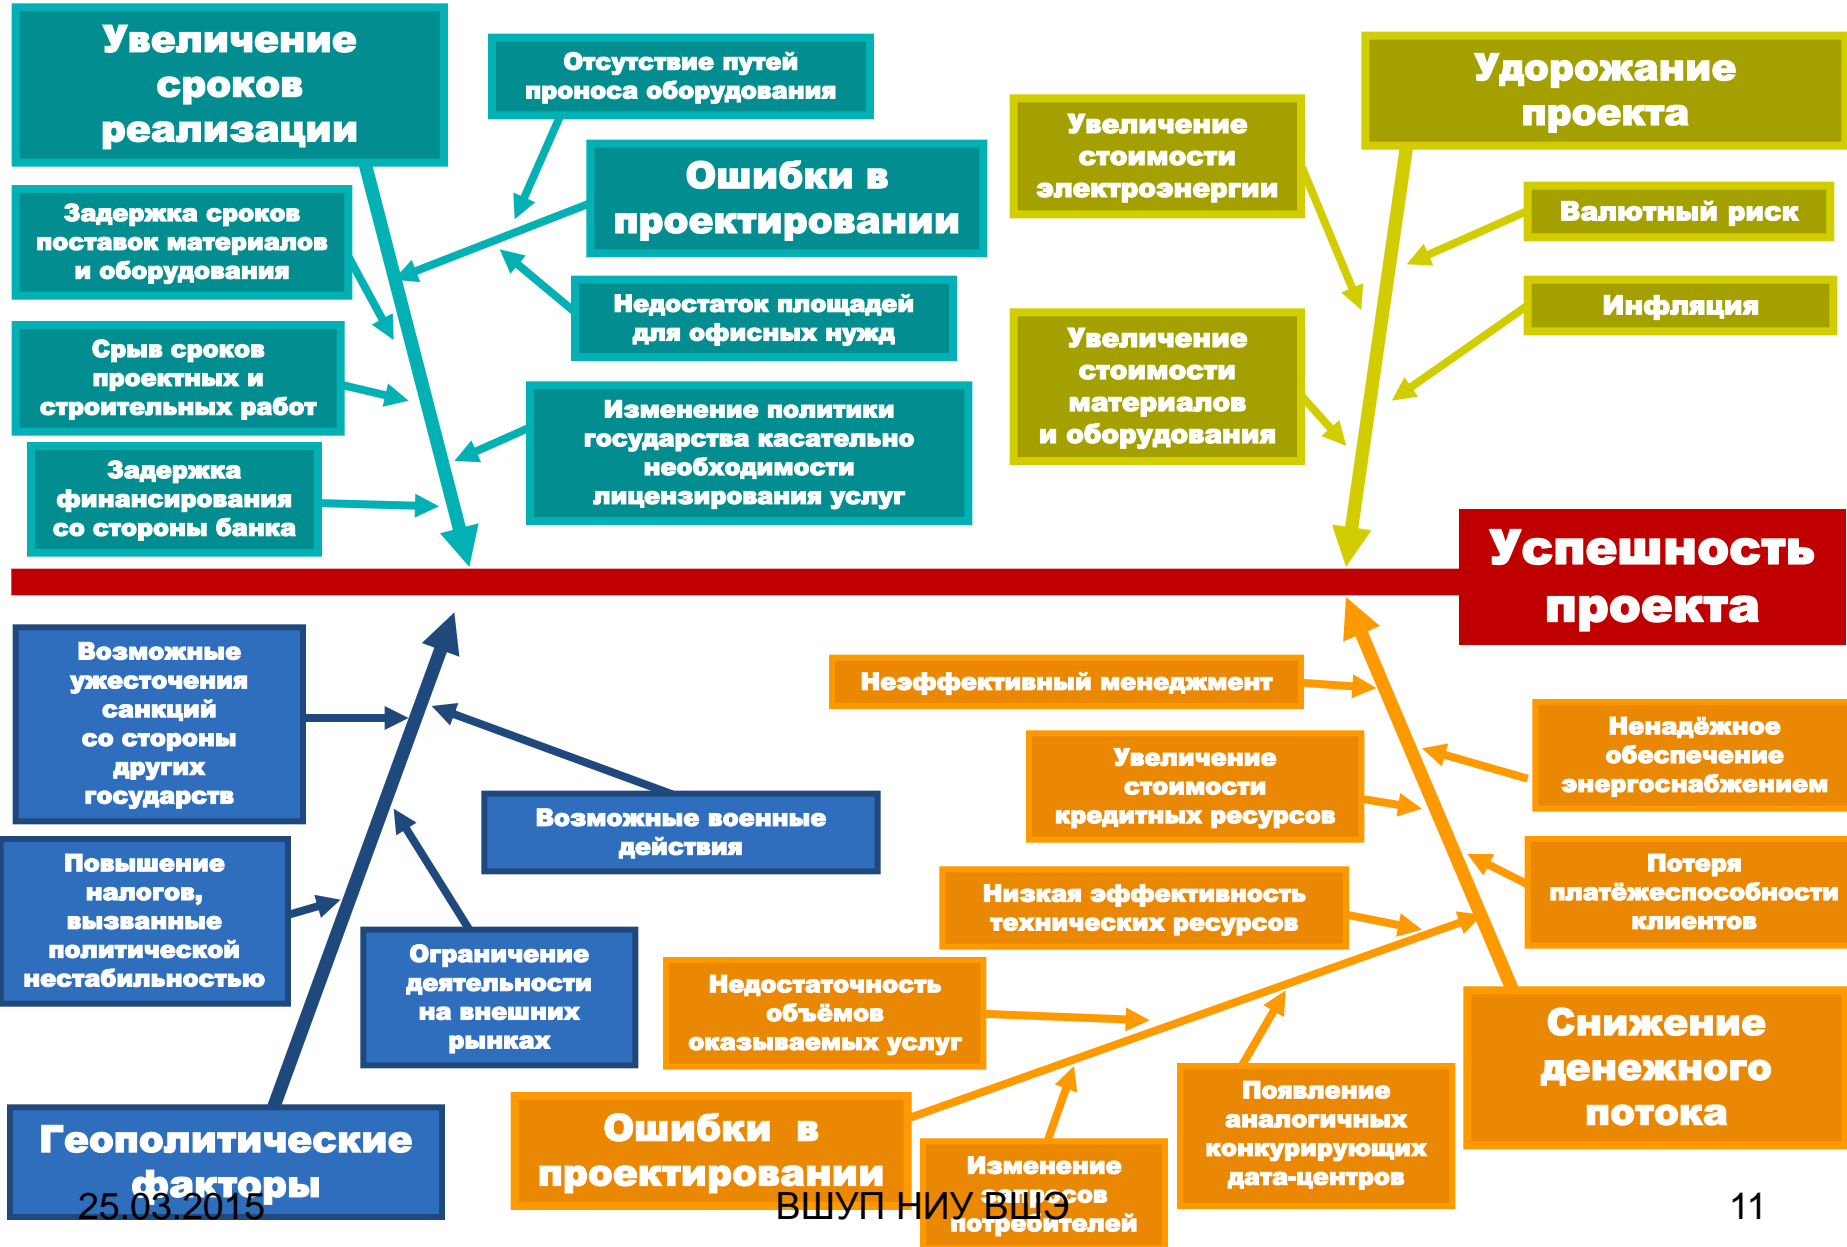 Увеличение
сроков
реализации
Отсутствие путей
проноса оборудования
Ошибки в
проектировании
Задержка сроков
поставок материалов
и оборудования
Недостаток площадей
для офисных нужд
Срыв сроков
проектных и
строительных работ
Изменение политики
государства касательно
необходимости
лицензирования услуг
Задержка
финансирования
со стороны банка
Удорожание
проекта
Увеличение
стоимости
электроэнергии
Валютный риск
Инфляция
Увеличение
стоимости
материалов
и оборудования
Успешность
проекта
Возможные
ужесточения
санкций
со стороны
других
государств
Возможные военные
действия
Повышение
налогов,
вызванные
политической
нестабильностью
Ограничение
деятельности
на внешних
рынках
Геополитические
факторы
Неэффективный менеджмент
Ненадёжное
обеспечение
энергоснабжением
Увеличение
стоимости
кредитных ресурсов
Потеря
платёжеспособности
клиентов
Низкая эффективность
технических ресурсов
Недостаточность
объёмов
оказываемых услуг
Снижение
денежного
потока
Появление
аналогичных
конкурирующих
дата-центров
Ошибки в
проектировании
Изменение
запросов
потребителей
25.03.2015
ВШУП НИУ ВШЭ
11